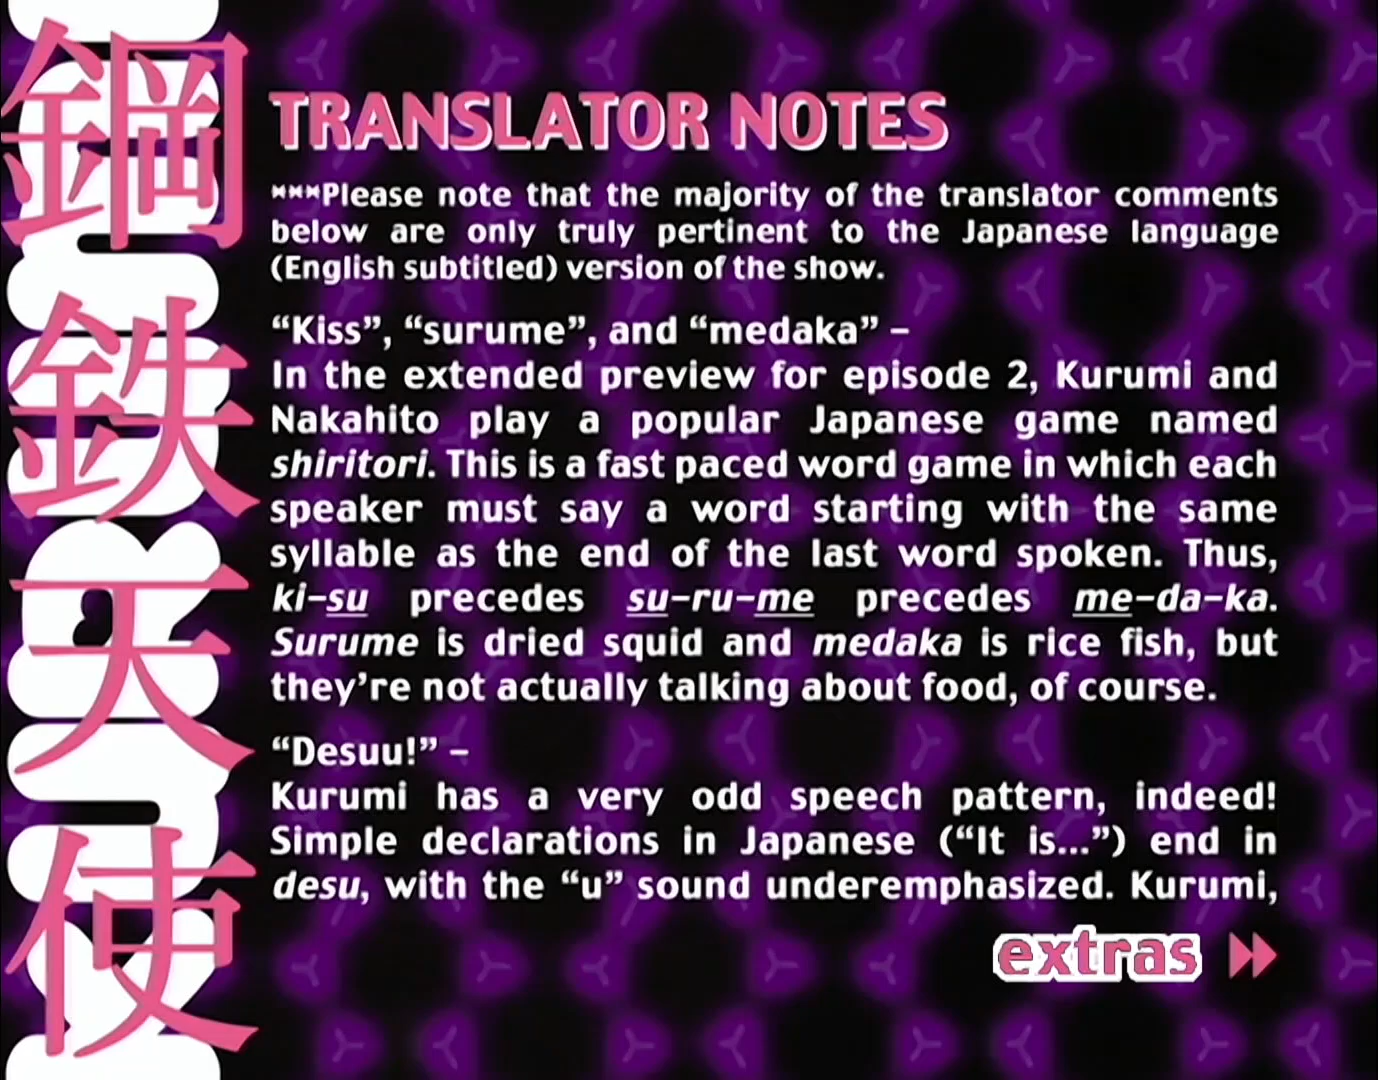 鋼鉄天使
TRANSLATOR NOTES
***Please note that the majority of the translator comments
below are only truly pertinent to the Japanese language
(English subtitled) version of the show.
“Kiss”, “surume”, and “medaka” –
In the extended preview for episode 2, Kurumi and
Nakahito play a popular Japanese game named
shiritori. This is a fast paced word game in which each
speaker must say a word starting with the same
syllable as the end of the last word spoken. Thus,
ki-su precedes su-ru-me precedes me-da-ka.
Surume is dried squid and medaka is rice fish, but
they’re not actually talking about food, of course.
“Desuu!” –
Kurumi has a very odd speech pattern, indeed!
Simple declarations in Japanese (“It is...”) end in
desu, with the “u” sound underemphasized. Kurumi,
extras